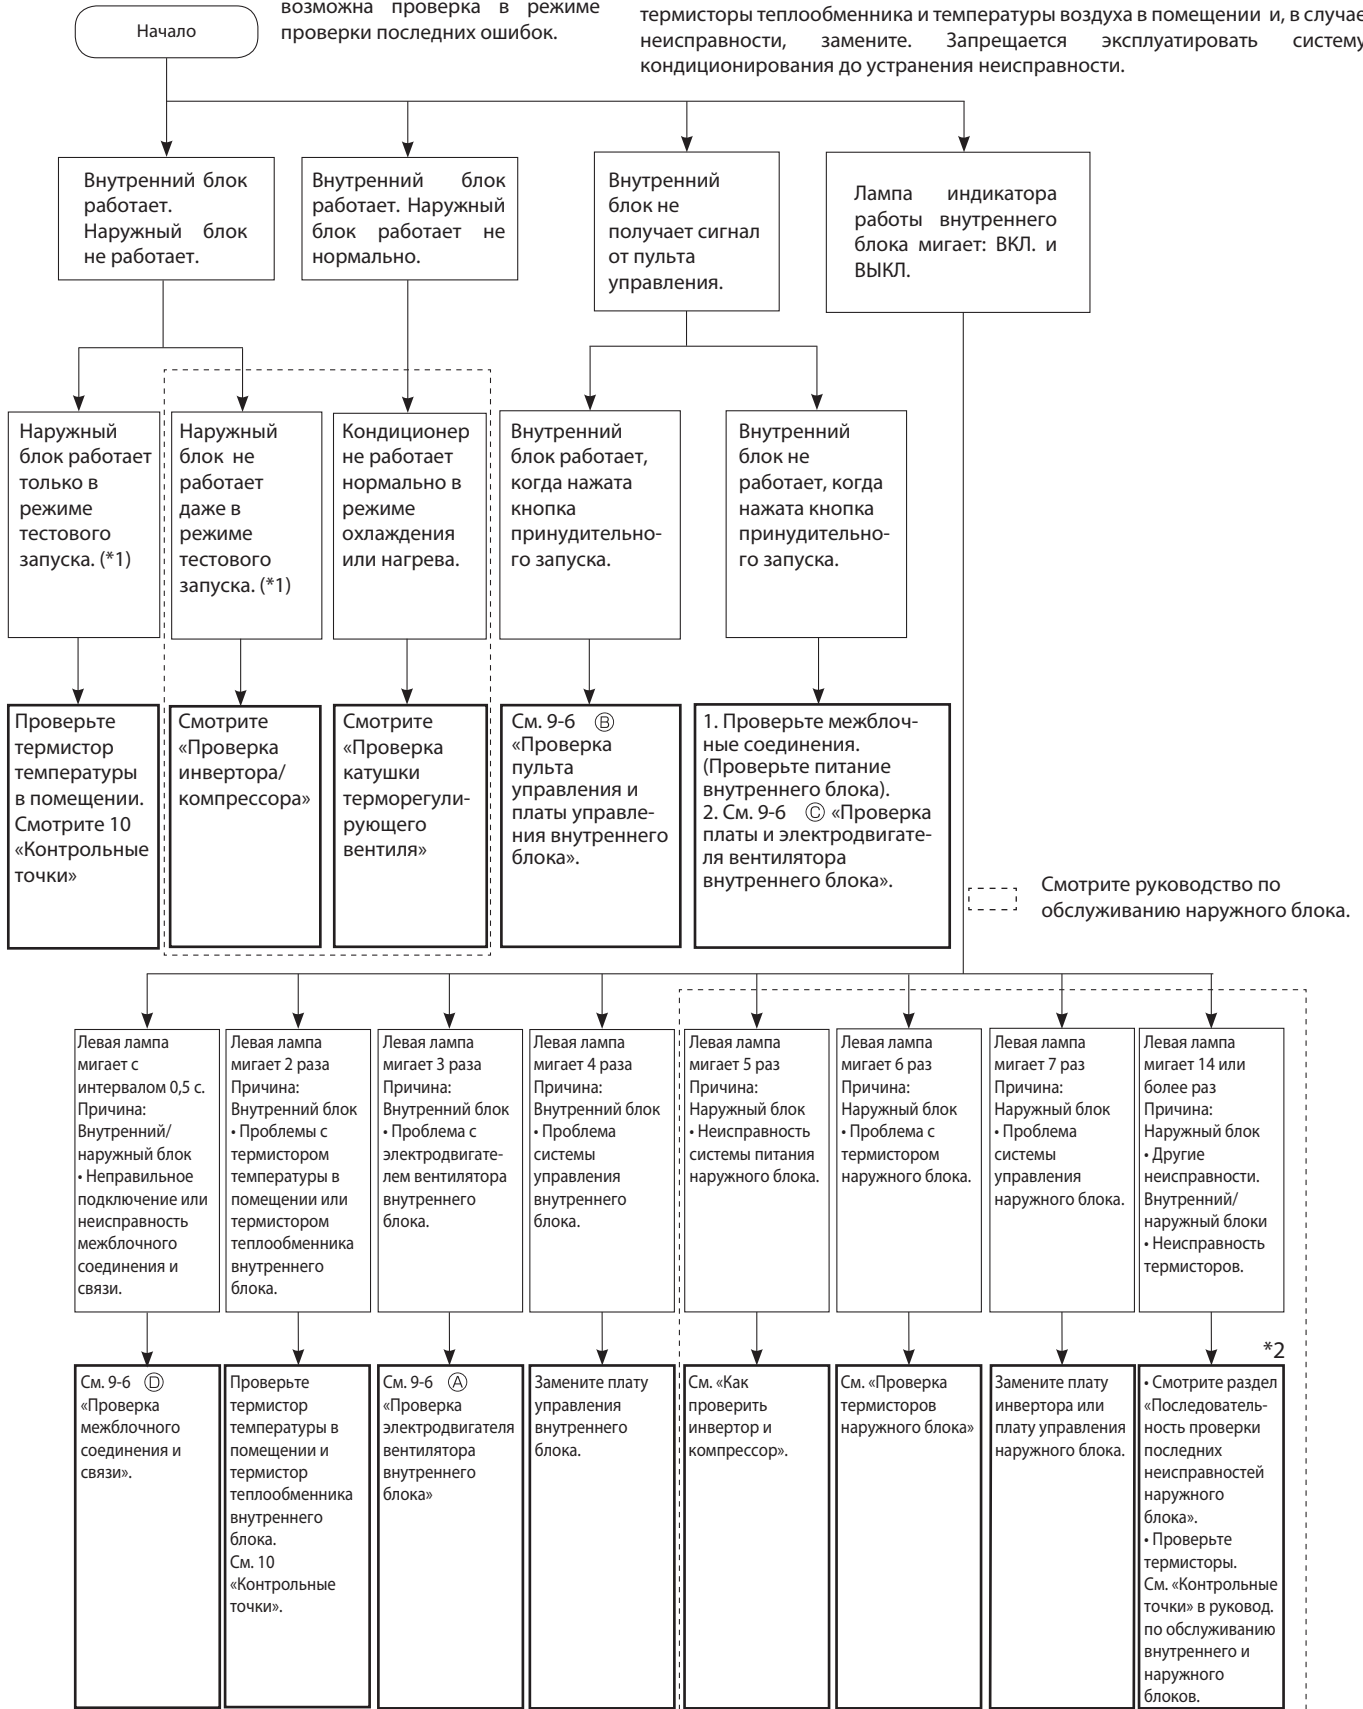 возможна проверка в режиме
проверки последних ошибок.
термисторы теплообменника и температуры воздуха в помещении и, в случае
неисправности, замените. Запрещается эксплуатировать систему
кондиционирования до устранения неисправности.
Начало
Внутренний блок
работает.
Наружный блок
не работает.
Внутренний блок
работает. Наружный
блок работает не
нормально.
Внутренний
блок не
получает сигнал
от пульта
управления.
Лампа индикатора
работы внутреннего
блока мигает: ВКЛ. и
ВЫКЛ.
Наружный
блок работает
только в
режиме
тестового
запуска. (*1)
Наружный
блок не
работает
даже в
режиме
тестового
запуска. (*1)
Кондиционер
не работает
нормально в
режиме
охлаждения
или нагрева.
Внутренний
блок работает,
когда нажата
кнопка
принудительно-
го запуска.
Внутренний
блок не
работает, когда
нажата кнопка
принудительно-
го запуска.
Проверьте
термистор
температуры
в помещении.
Смотрите 10
«Контрольные
точки»
Смотрите
«Проверка
инвертора/
компрессора»
Смотрите
«Проверка
катушки
терморегули-
рующего
вентиля»
См. 9-6 Ⓑ
«Проверка
пульта
управления и
платы управле-
ния внутреннего
блока».
1. Проверьте межблоч-
ные соединения.
(Проверьте питание
внутреннего блока).
2. См. 9-6 Ⓒ «Проверка
платы и электродвигате-
ля вентилятора
внутреннего блока».
Смотрите руководство по
обслуживанию наружного блока.
Левая лампа
мигает с
интервалом 0,5 с.
Причина:
Внутренний/
наружный блок
• Неправильное
подключение или
неисправность
межблочного
соединения и
связи.
Левая лампа
мигает 2 раза
Причина:
Внутренний блок
• Проблемы с
термистором
температуры в
помещении или
термистором
теплообменника
внутреннего
блока.
Левая лампа
мигает 3 раза
Причина:
Внутренний блок
• Проблема с
электродвигате-
лем вентилятора
внутреннего
блока.
Левая лампа
мигает 4 раза
Причина:
Внутренний блок
• Проблема
системы
управления
внутреннего
блока.
Левая лампа
мигает 5 раз
Причина:
Наружный блок
• Неисправность
системы питания
наружного блока.
Левая лампа
мигает 6 раз
Причина:
Наружный блок
• Проблема с
термистором
наружного блока.
Левая лампа
мигает 7 раз
Причина:
Наружный блок
• Проблема
системы
управления
наружного блока.
Левая лампа
мигает 14 или
более раз
Причина:
Наружный блок
• Другие
неисправности.
Внутренний/
наружный блоки
• Неисправность
термисторов.
*2
См. 9-6 Ⓓ
«Проверка
межблочного
соединения и
связи».
Проверьте
термистор
температуры в
помещении и
термистор
теплообменника
внутреннего
блока.
См. 10
«Контрольные
точки».
См. 9-6 Ⓐ
«Проверка
электродвигателя
вентилятора
внутреннего
блока»
Замените плату
управления
внутреннего
блока.
См. «Как
проверить
инвертор и
компрессор».
См. «Проверка
термисторов
наружного блока»
Замените плату
инвертора или
плату управления
наружного блока.
• Смотрите раздел
«Последователь-
ность проверки
последних
неисправностей
наружного
блока».
• Проверьте
термисторы.
См. «Контрольные
точки» в руковод.
по обслуживанию
внутреннего и
наружного
блоков.